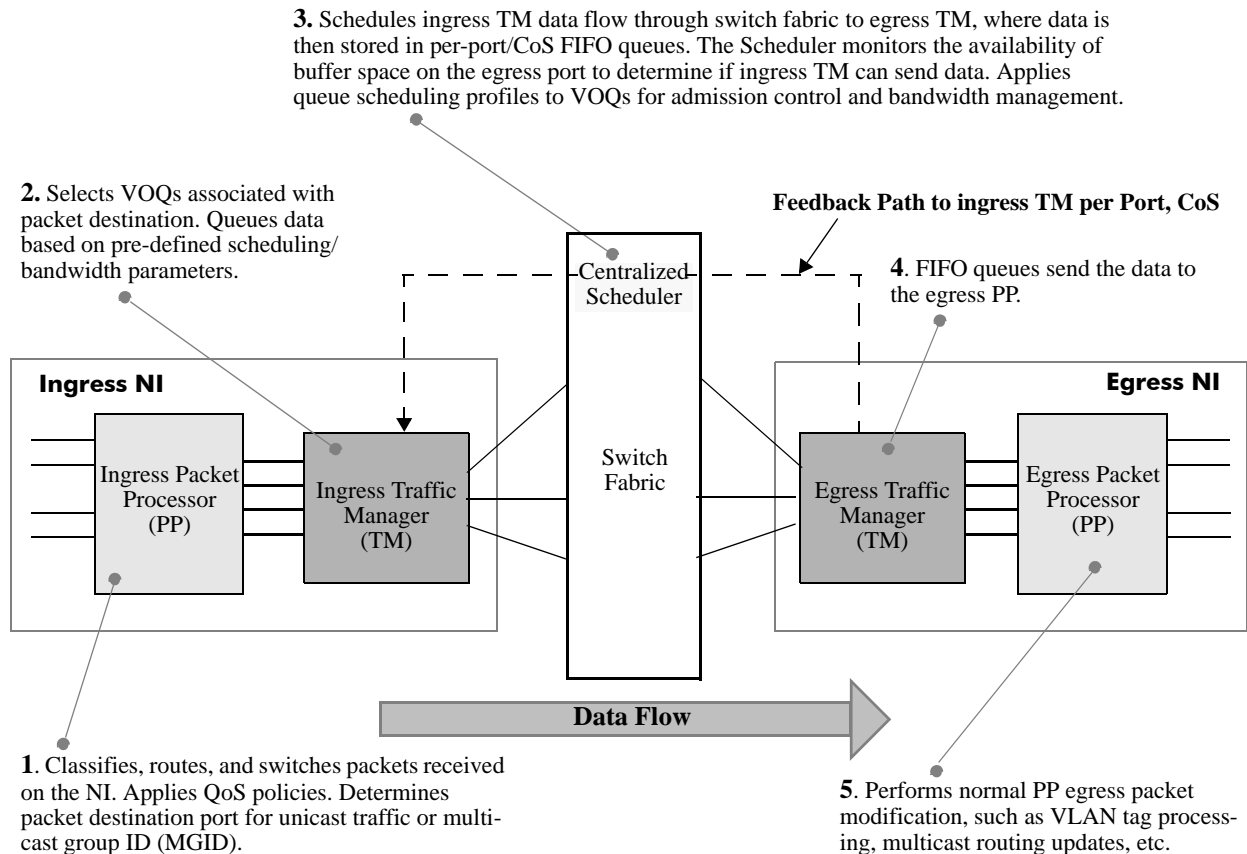 3. Schedules ingress TM data flow through switch fabric to egress TM, where data is
then stored in per-port/CoS FIFO queues. The Scheduler monitors the availability of
buffer space on the egress port to determine if ingress TM can send data. Applies
queue scheduling profiles to VOQs for admission control and bandwidth management.
2. Selects VOQs associated with
packet destination. Queues data
based on pre-defined scheduling/
bandwidth parameters.
Feedback Path to ingress TM per Port, CoS
Centralized
Scheduler
4. FIFO queues send the data to
the egress PP.
Ingress NI
Egress NI
Ingress Packet
Processor
(PP)
Ingress Traffic
Manager
(TM)
Switch
Fabric
Egress Traffic
Manager
(TM)
Egress Packet
Processor
(PP)
Data Flow
1. Classifies, routes, and switches packets received
on the NI. Applies QoS policies. Determines
packet destination port for unicast traffic or multi-
cast group ID (MGID).
5. Performs normal PP egress packet
modification, such as VLAN tag process-
ing, multicast routing updates, etc.